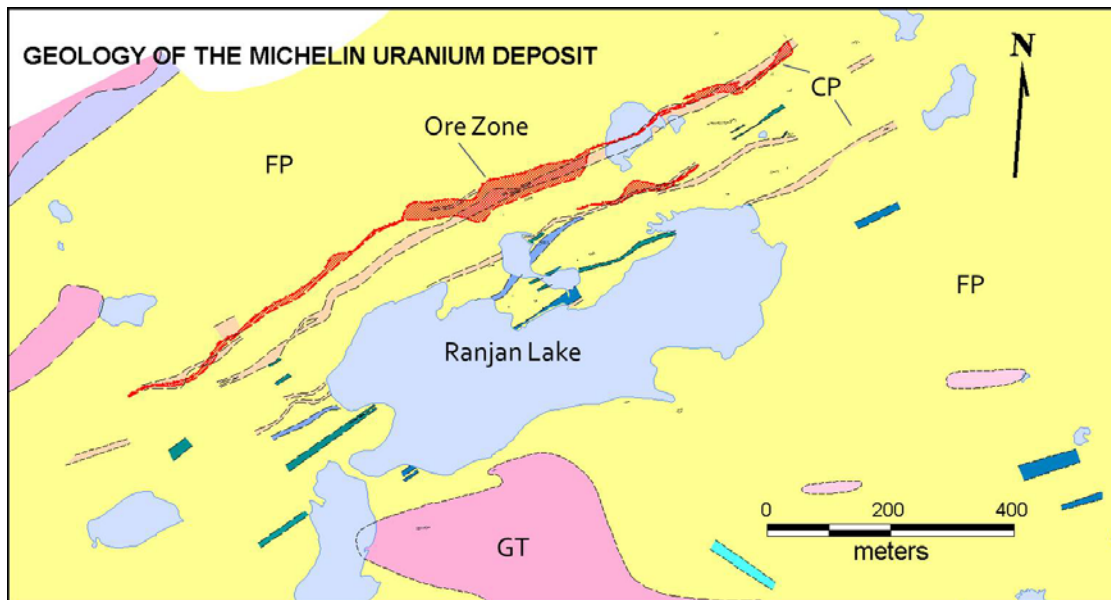 GEOLOGY OF THE MICHELIN URANIUM DEPOSIT
N
CP
Ore Zone
FP
FP
Ranjan Lake
GT
0 200 400
meters